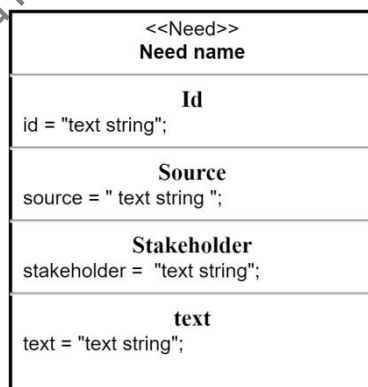 <<Need>>
Need name
Id
id = "text string";
Source
source = " text string ";
Stakeholder
stakeholder =  "text string";
text
text = "text string";